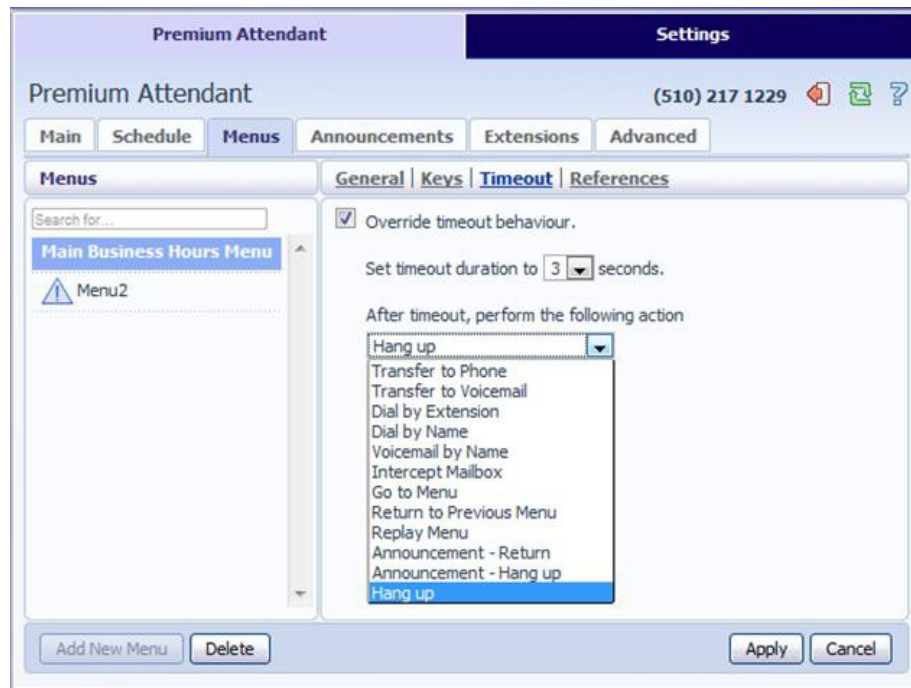 Premium Attendant
Settings
Premium Attendant
(510) 217 1229
Main Schedule Menus Announcements Extensions Advanced
Menus
General | Keys | Timeout | References
Search for...
Main Business Hours Menu
Menu2
Override timeout behaviour.
Set timeout duration to 3 seconds.
After timeout, perform the following action
Hang up
Transfer to Phone
Transfer to Voicemail
Dial by Extension
Dial by Name
Voicemail by Name
Intercept Mailbox
Go to Menu
Return to Previous Menu
Replay Menu
Announcement - Return
Announcement - Hang up
Hang up
Add New Menu Delete Apply Cancel